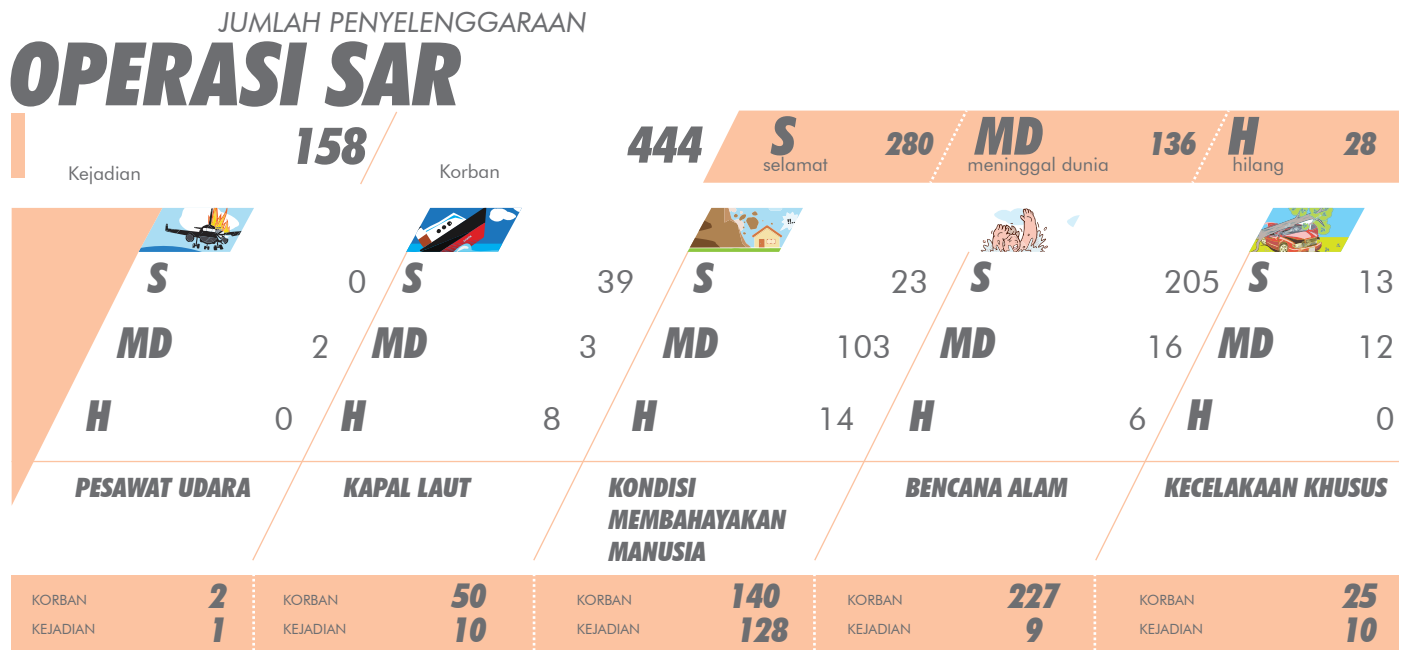 JUMLAH PENYELENGGARAAN
OPERASI SAR
Kejadian 158
Korban 444
S selamat 280
MD meninggal dunia 136
H hilang 28
!!..
S 0 S 39 S 23 S 205 S 13
MD 2 MD 3 MD 103 MD 16 MD 12
H 0 H 8 H 14 H 6 H 0
PESAWAT UDARA
KAPAL LAUT
KONDISI
MEMBAHAYAKAN
MANUSIA
BENCANA ALAM
KECELAKAAN KHUSUS
KORBAN 2 KORBAN 50 KORBAN 140 KORBAN 227 KORBAN 25
KEJADIAN 1 KEJADIAN 10 KEJADIAN 128 KEJADIAN 9 KEJADIAN 10